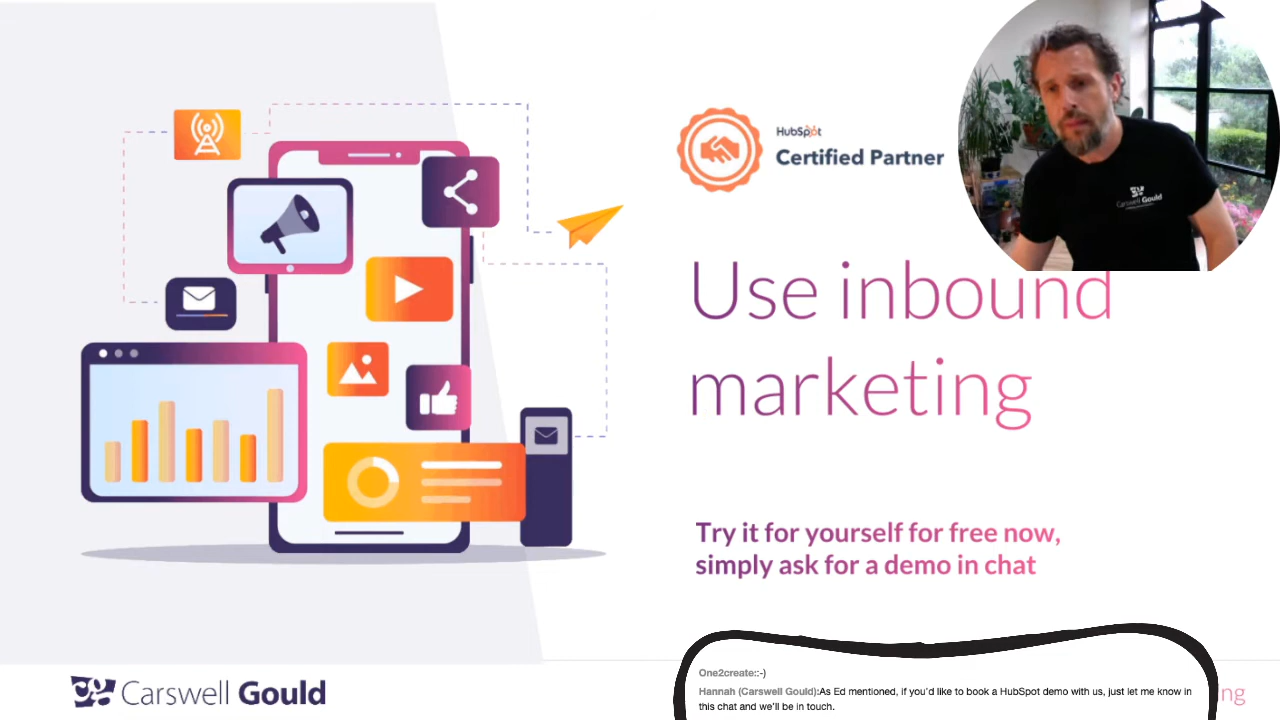 HubSpot
Certified Partner
Carswell Gould
Use inbound
marketing
Try it for yourself for free now,
simply ask for a demo in chat
One2create::-)
Hannah (Carswell Gould):As Ed mentioned, if you'd like to book a HubSpot demo with us, just let me know in
this chat and we'll be in touch.
Carswell Gould
ng